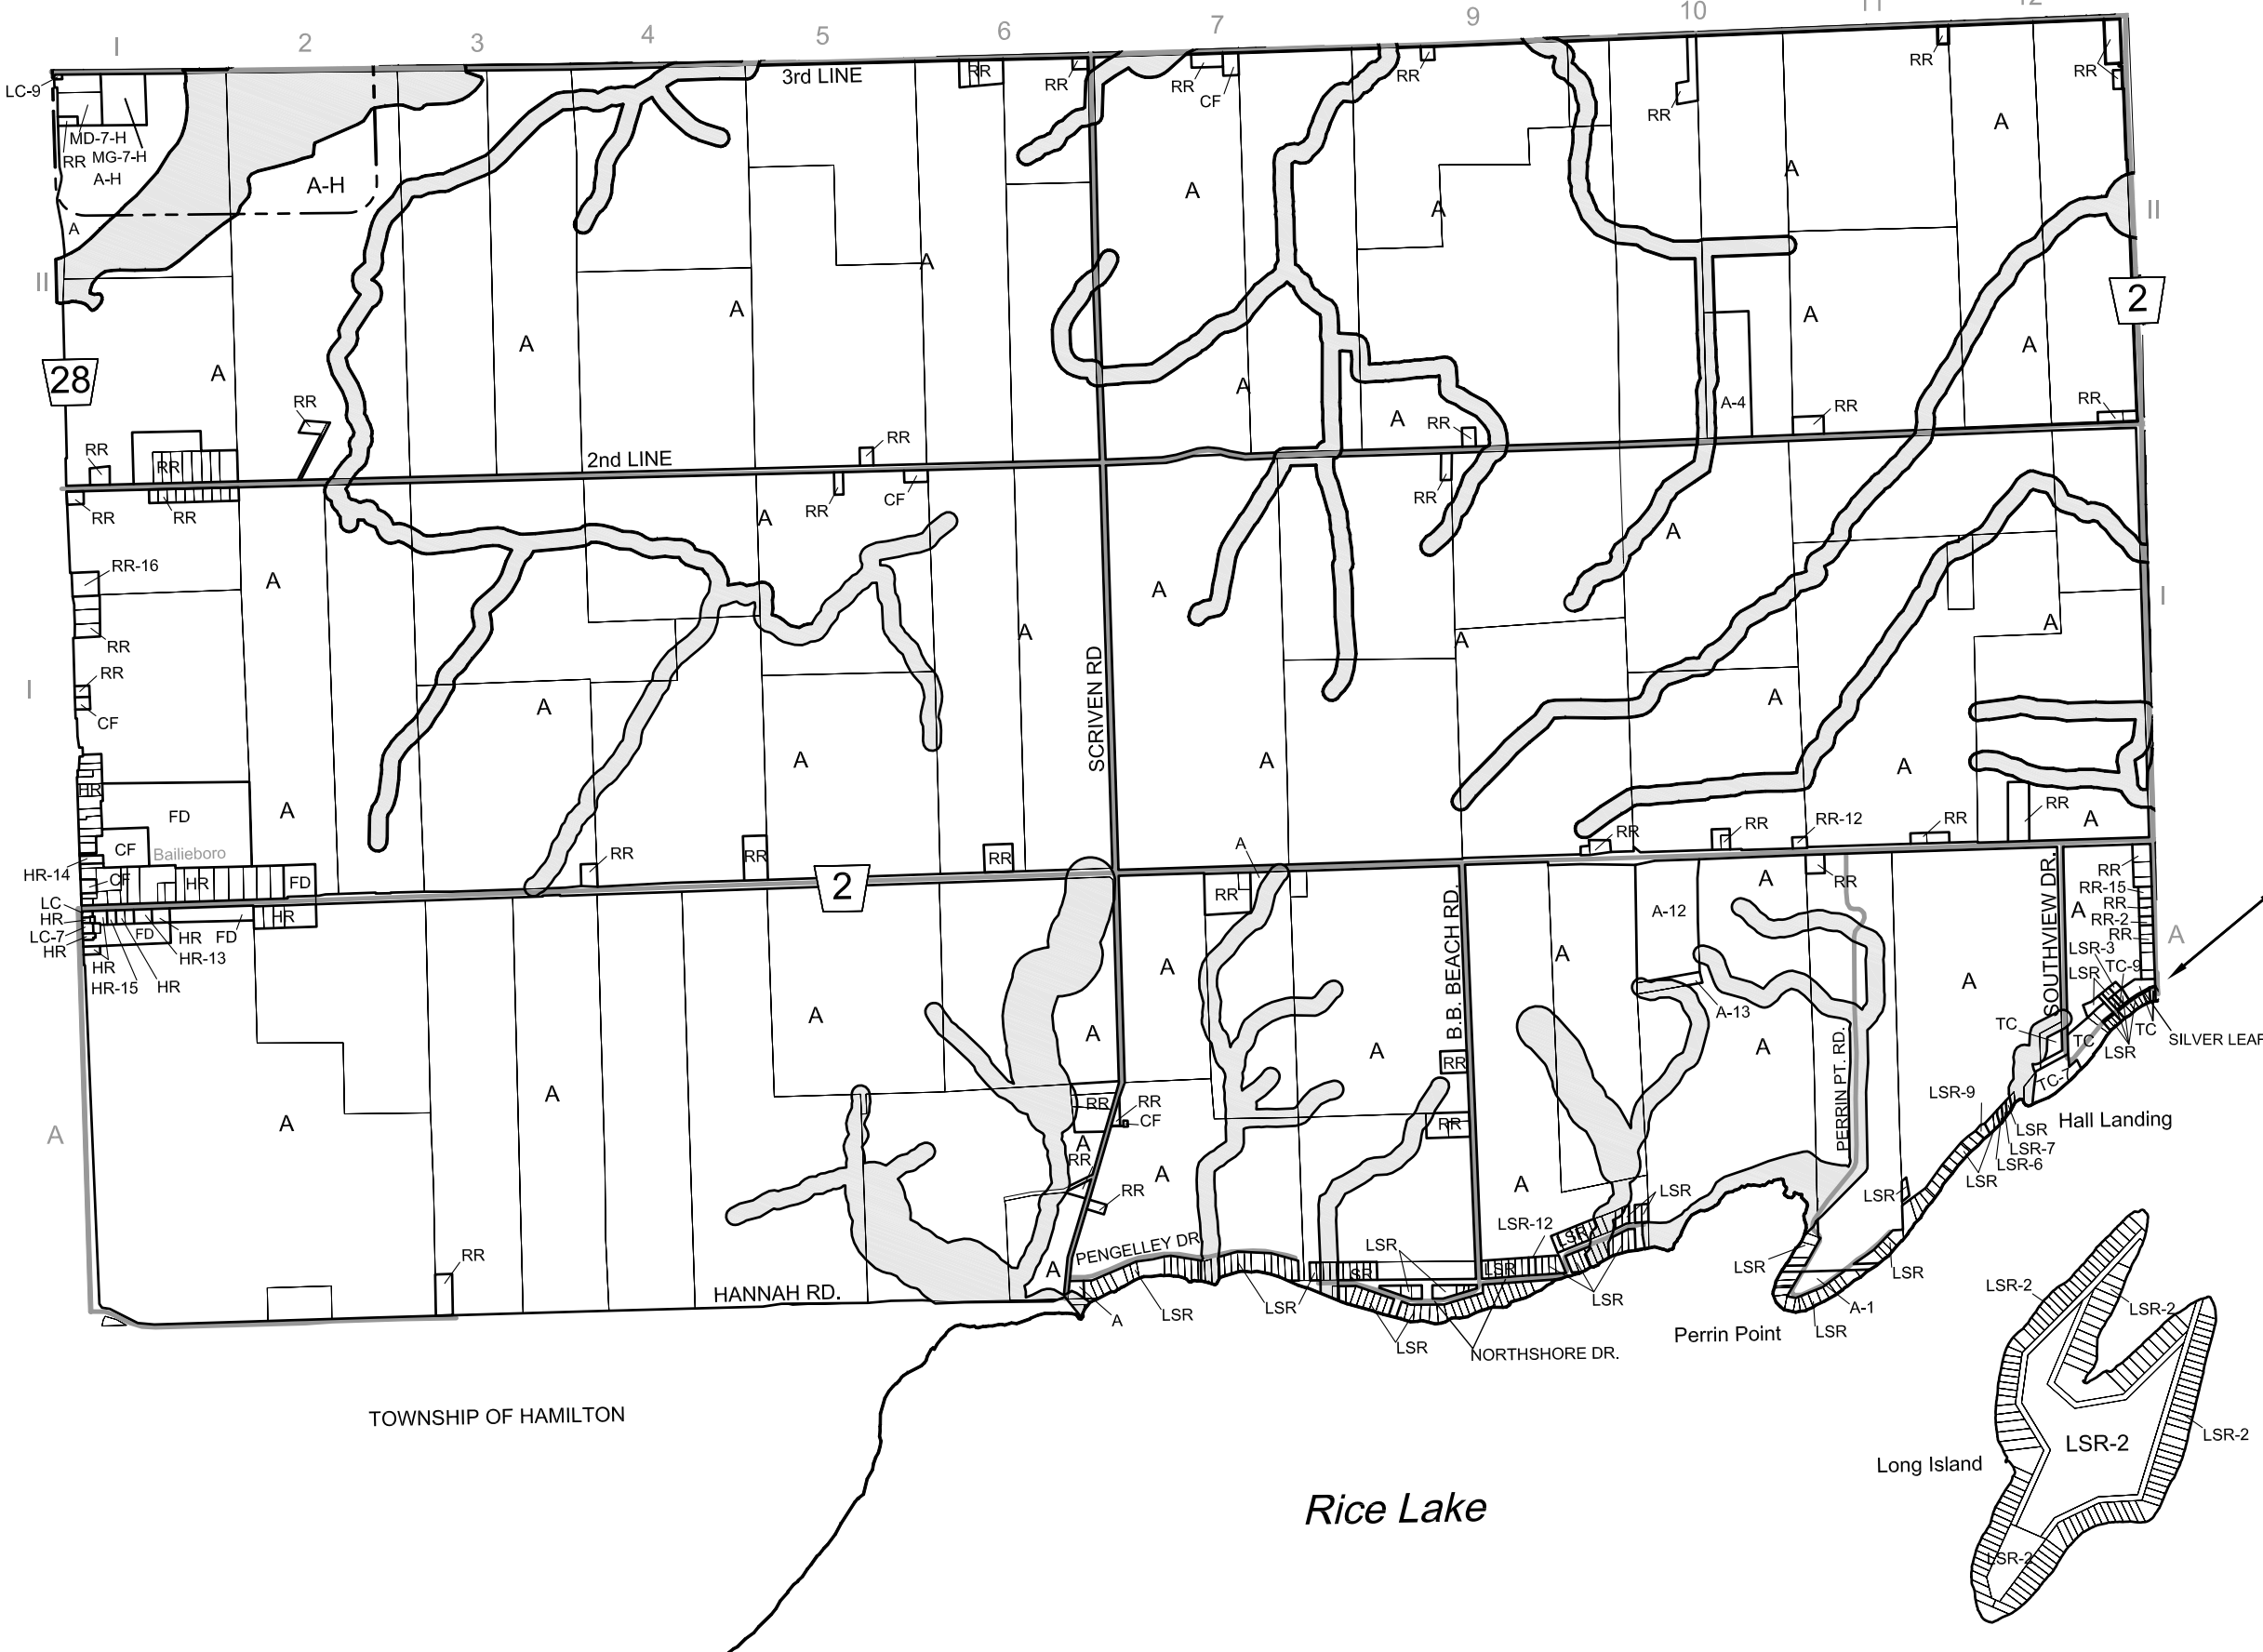 I
2
3
4
5
6
7
9
10
3rd LINE
LC-9
RR
RR
RR
CF
RR
RR
RR
RR
MD-7-H
RR
MG-7-H
A-H
A-H
A
A
A
A
A
A
II
II
28
2
A
A
A
A
A
A
A
A
A-4
RR
RR
RR
RR
RR
RR
RR
2nd LINE
RR
RR
RR
CF
RR
A
A
A
RR-16
RR
RR
CF
I
I
A
A
A
A
A
SCRIVEN RD
A
A
A
A
A
HR
FD
CF
Bailieboro
A
HR-14
CF
HR
FD
RR
RR
RR
RR
RR
RR-12
RR
RR
A
2
A
LC
HR
LC-7
HR
HR
HR-15
HR
HR
FD
HR-13
FD
HR
RR
A
RR
A-12
B.B. BEACH RD.
SOUTHVIEW DR.
RR
RR-15
RR
RR-2
RR
A
A
LSR-3
LSR
TC-9
A
A
A
A
A
A-13
PERRIN PT. RD.
A
A
TC
TC
LSR
TC
SILVER LEAF
TC-7
Hall Landing
LSR-9
LSR
LSR-7
LSR-6
LSR
A
A
A
RR
RR
RR
CF
A
RR
RR
RR
A
A
LSR-12
LSR
LSR
LSR
PENGELLEY DR
LSR
LSR
LSR
LSR
LSR
LSR
RR
HANNAH RD.
A
A
LSR
LSR
LSR
NORTHSHORE DR.
A-1
LSR
Perrin Point
LSR-2
LSR-2
LSR-2
LSR-2
LSR-2
Long Island
TOWNSHIP OF HAMILTON
Rice Lake